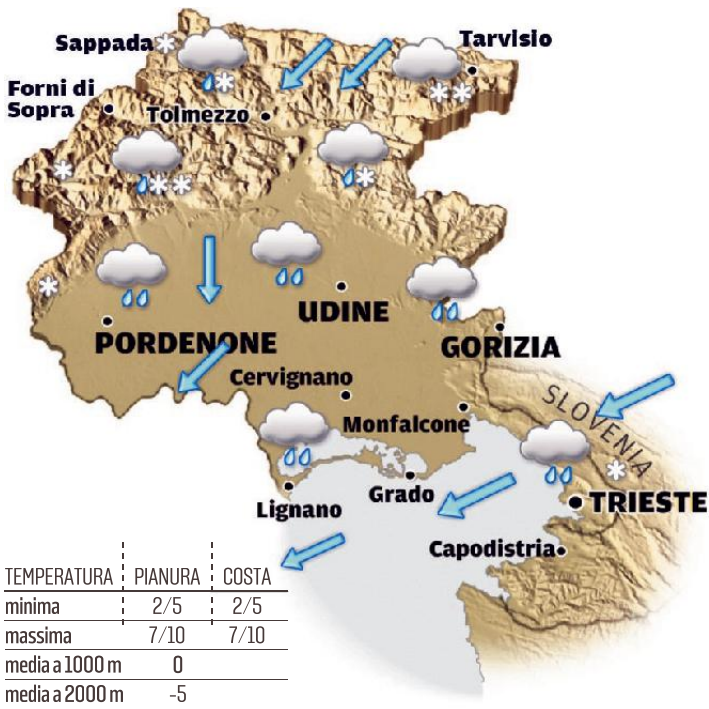 Sappada
Tarvisio
Forni di
Sopra
Tolmezzo
UDINE
PORDENONE
GORIZIA
Cervignano
SLOVENIA
Monfalcone
Lignano
Grado
TRIESTE
Capodistria
TEMPERATURA PIANURA COSTA
minima 2/5 2/5
massima 7/10 7/10
media a 1000 m 0
media a 2000 m -5